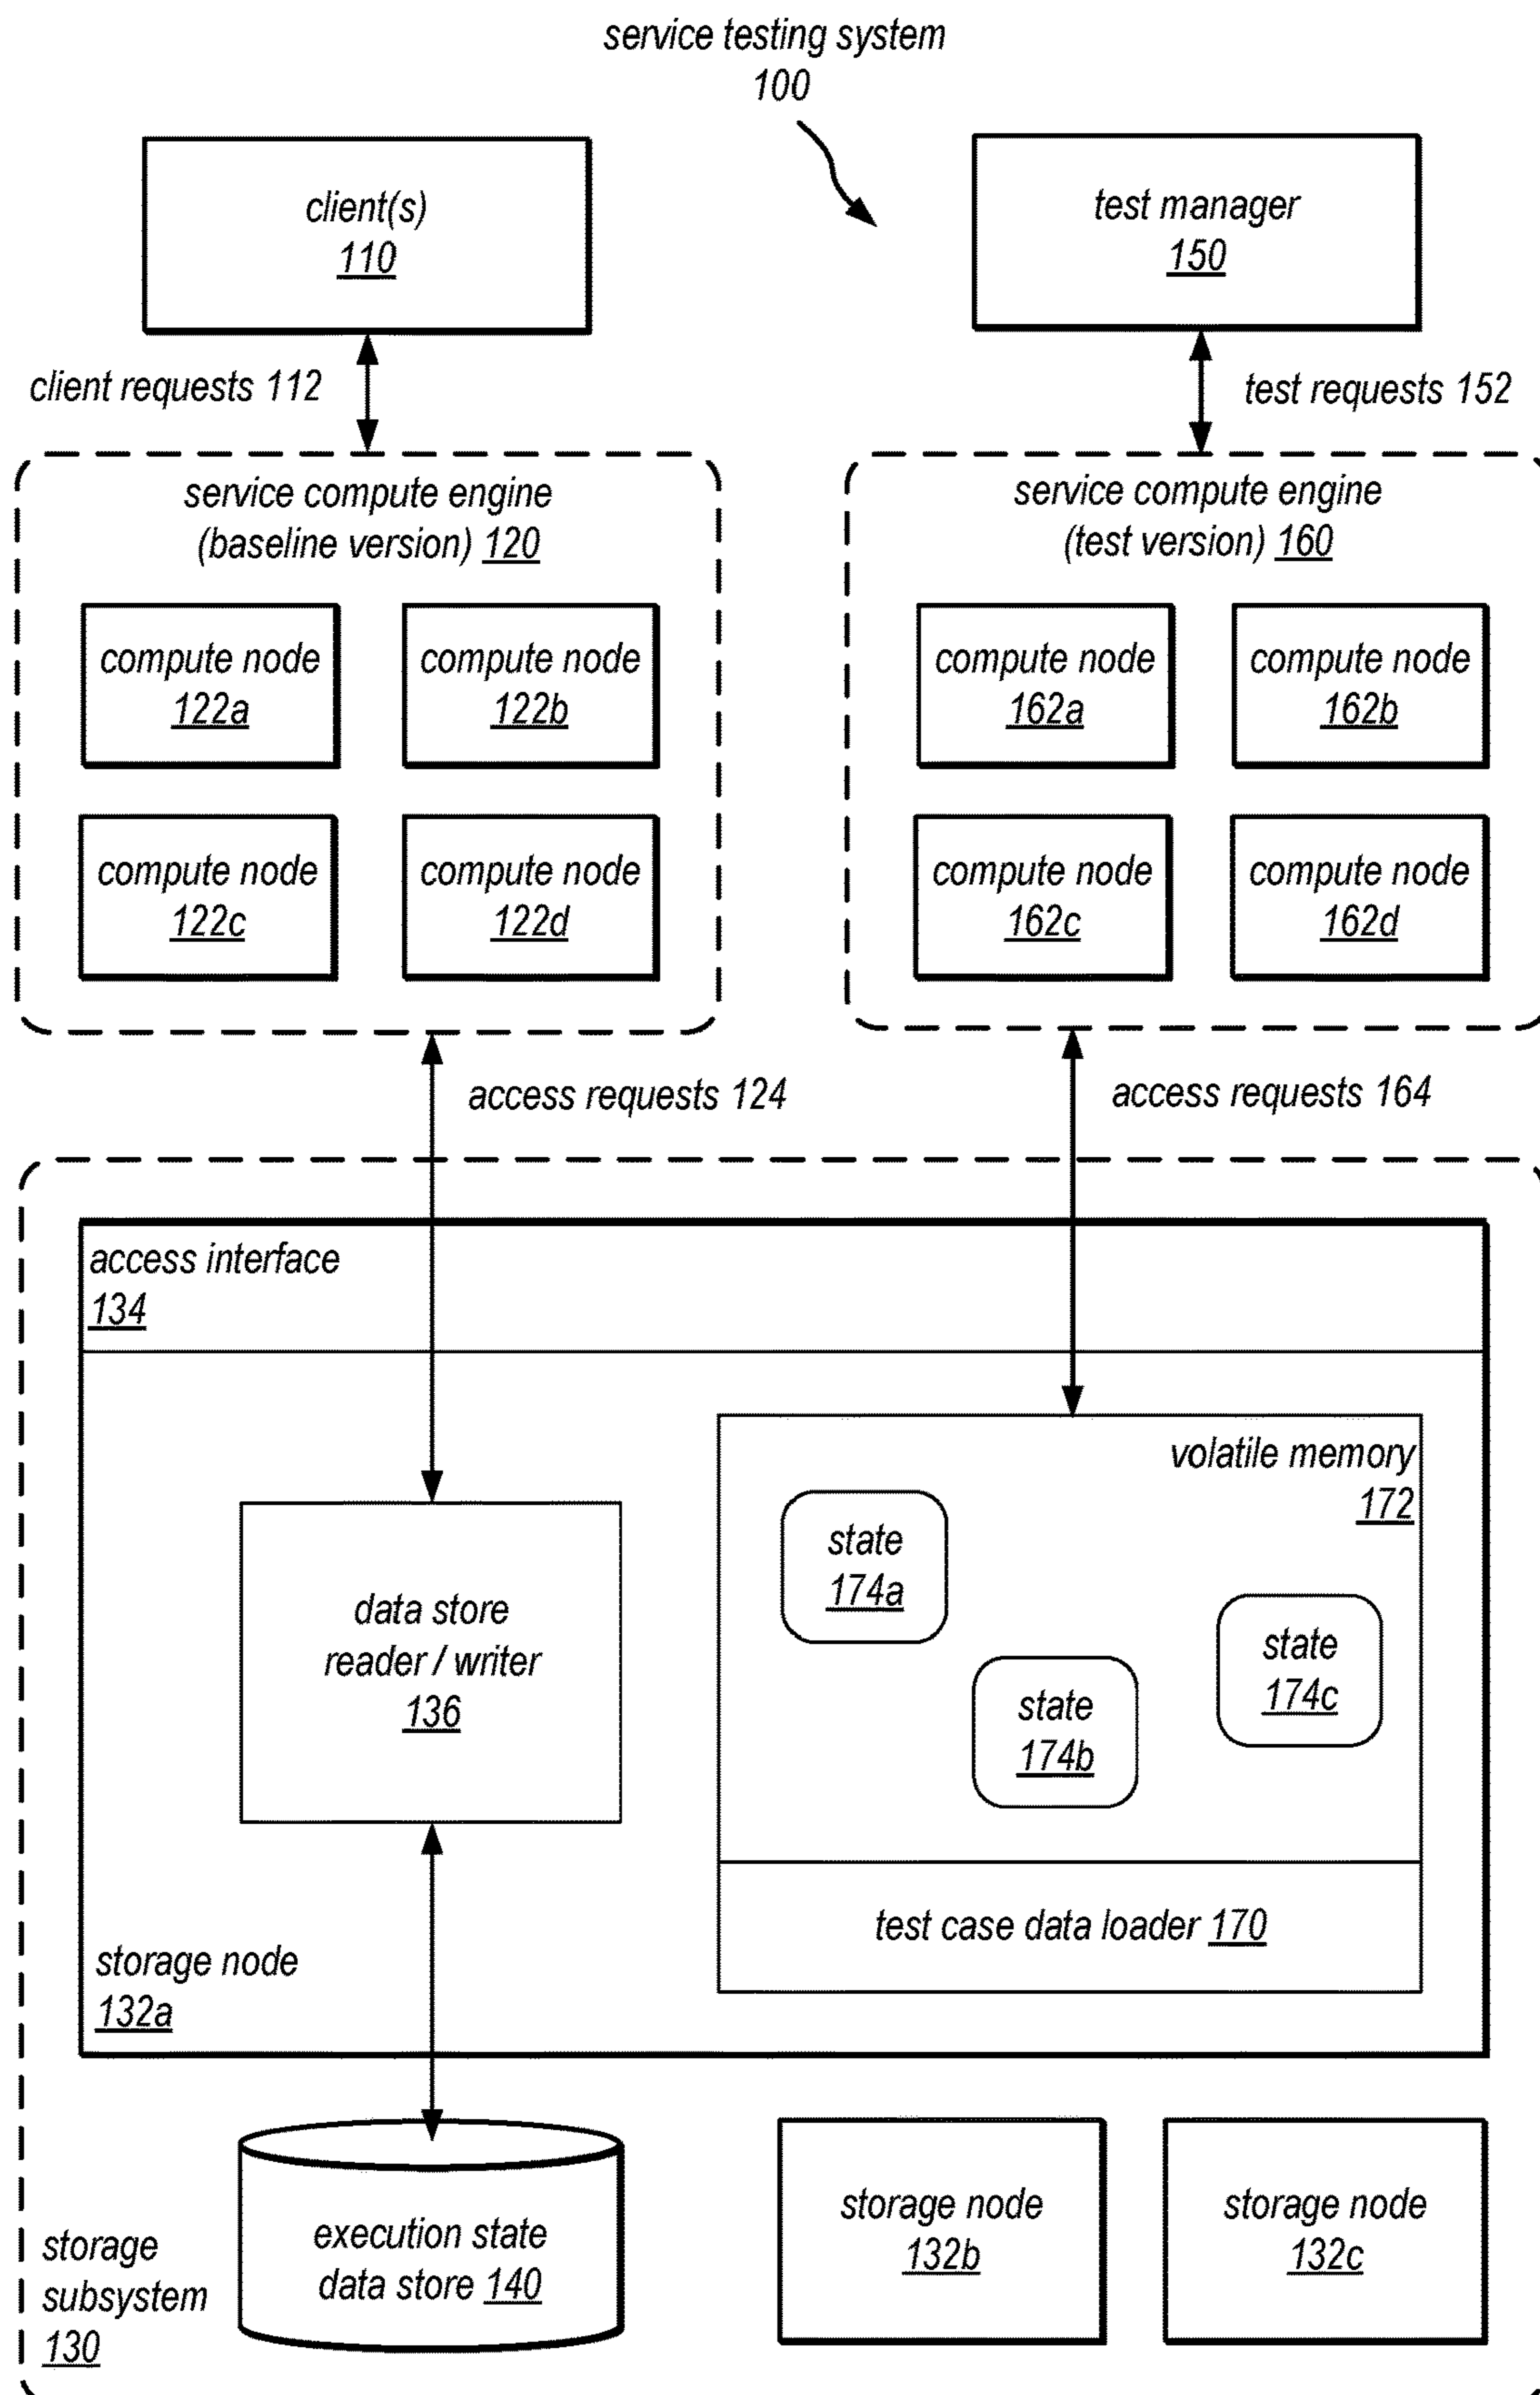 service testing system
100
client(s)
110
test manager
150
client requests 112
test requests 152
service compute engine
(baseline version) 120
service compute engine
(test version) 160
compute node
122a
compute node
122b
compute node
162a
compute node
162b
compute node
122c
compute node
122d
compute node
162c
compute node
162d
access requests 124
access requests 164
access interface
134
volatile memory
172
data store
reader / writer
136
state
174a
state
174b
state
174c
test case data loader 170
storage node
132a
execution state
data store 140
storage node
132b
storage node
132c
storage
subsystem
130